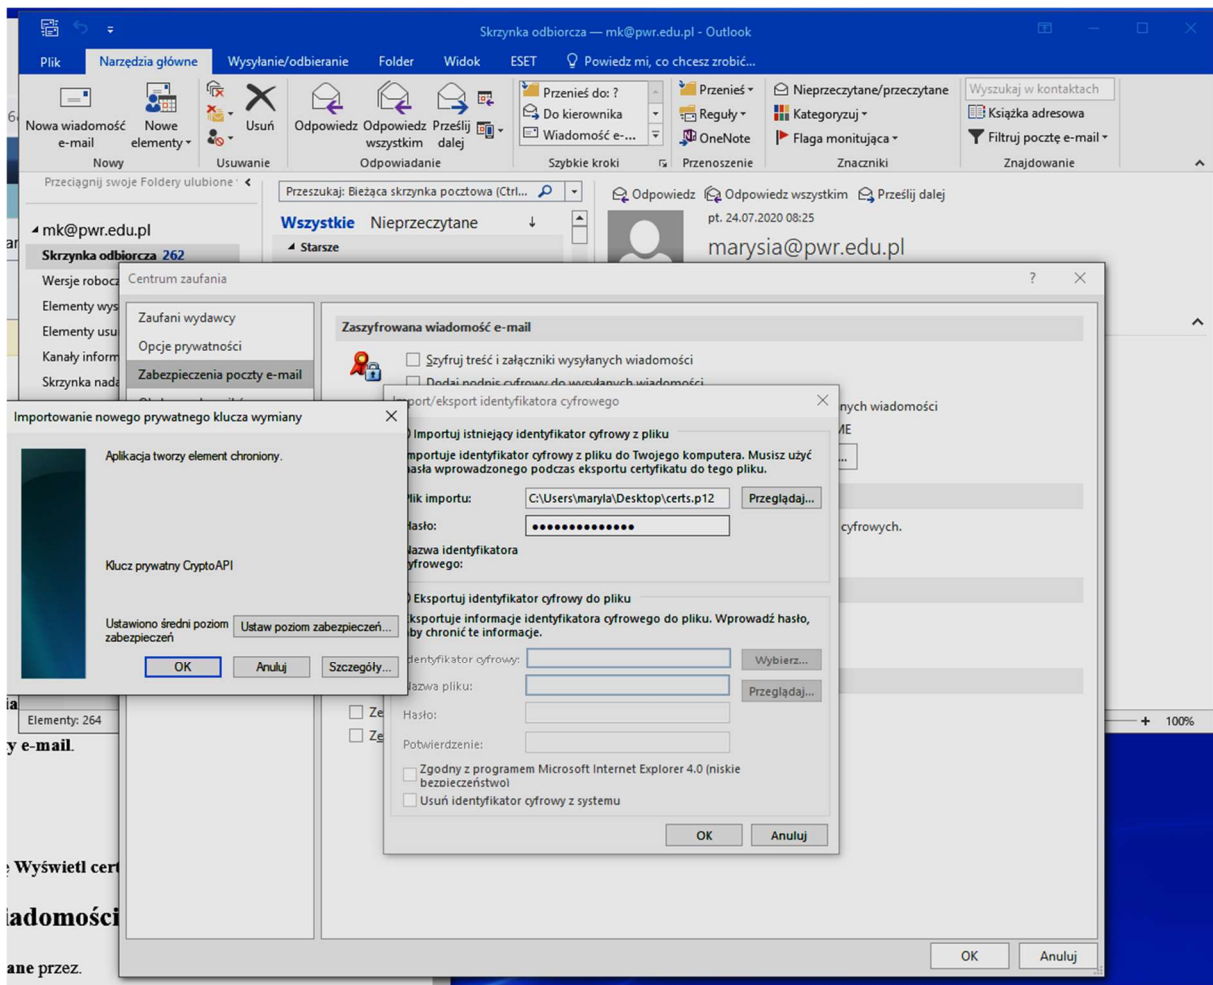 Skrzynka odbiorcza — mk@pwr.edu.pl - Outlook
Plik Narzędzia główne Wysyłanie/odbieranie Folder Widok ESET Powiedz mi, co chcesz zrobić...
Nowa wiadomość e-mail
Nowe elementy
Nowy
Usuń
Usuwanie
Odpowiedz
Odpowiedz wszystkim
Prześlij dalej
Odpowiadanie
Przenieś do: ?
Do kierownika
Wiadomość e-...
Szybkie kroki
Przenieś
Reguły
OneNote
Przenoszenie
Nieprzeczytane/przeczytane
Kategoryzuj
Flaga monitująca
Znaczniki
Wyszukaj w kontaktach
Książka adresowa
Filtruj pocztę e-mail
Znajdowanie
Przeciągnij swoje Foldery ulubione
mk@pwr.edu.pl
Skrzynka odbiorcza 262
Wersje robocz
Elementy wys
Elementy usu
Kanały inform
Skrzynka nada
Przeszukaj: Bieżąca skrzynka pocztowa (Ctrl...
Wszystkie Nieprzeczytane
Starsze
Odpowiedz Odpowiedz wszystkim Prześlij dalej
pt. 24.07.2020 08:25
marysia@pwr.edu.pl
Centrum zaufania
? 
Zaufani wydawcy
Opcje prywatności
Zabezpieczenia poczty e-mail
Zaszyfrowana wiadomość e-mail
Szyfruj treść i załączniki wysyłanych wiadomości
Dodaj podpis cyfrowy do wysyłanych wiadomości
nych wiadomości
ME
...
cyfrowych.
Importowanie nowego prywatnego klucza wymiany
Aplikacja tworzy element chroniony.
Klucz prywatny CryptoAPI
Ustawiono średni poziom
zabezpieczeń
Ustaw poziom zabezpieczeń...
OK Anuluj Szczegóły...
Import/eksport identyfikatora cyfrowego
Importuj istniejący identyfikator cyfrowy z pliku
mportuje identyfikator cyfrowy z pliku do Twojego komputera. Musisz użyć
hasła wprowadzonego podczas eksportu certyfikatu do tego pliku.
Plik importu: C:\Users\maryla\Desktop\certs.p12 Przeglądaj...
Hasło: ●●●●●●●●●●●●●●
Nazwa identyfikatora
cyfrowego:
Eksportuj identyfikator cyfrowy do pliku
Eksportuje informacje identyfikatora cyfrowego do pliku. Wprowadź hasło,
aby chronić te informacje.
Identyfikator cyfrowy: Wybierz...
Nazwa pliku: Przeglądaj...
Hasło:
Potwierdzenie:
Zgodny z programem Microsoft Internet Explorer 4.0 (niskie
bezpieczeństwo)
Usuń identyfikator cyfrowy z systemu
OK Anuluj
Ze
Ze
OK Anuluj
Elementy: 264
+ 100%
y e-mail.
Wyświetl cert
iadomości
ane przez.